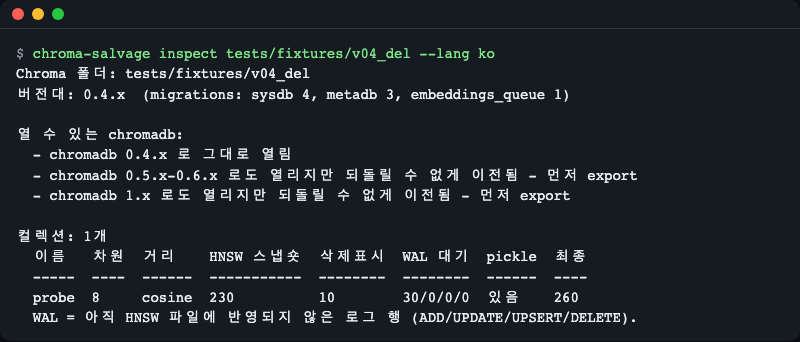 $ chroma-salvage inspect tests/fixtures/v04_del --lang ko
Chroma 폴더: tests/fixtures/v04_del
버전대: 0.4.x  (migrations: sysdb 4, metadb 3, embeddings_queue 1)
열 수 있는 chromadb:
  - chromadb 0.4.x 로 그대로 열림
  - chromadb 0.5.x-0.6.x 로도 열리지만 되돌릴 수 없게 이전됨 - 먼저 export
  - chromadb 1.x 로도 열리지만 되돌릴 수 없게 이전됨 - 먼저 export
컬렉션: 1개
  이름   차원  거리    HNSW 스냅숏  삭제표시  WAL 대기  pickle  최종
  -----  ----  ------  -----------  --------  --------  ------  ----
  probe  8     cosine  230          10        30/0/0/0  있음    260
  WAL = 아직 HNSW 파일에 반영되지 않은 로그 행 (ADD/UPDATE/UPSERT/DELETE).